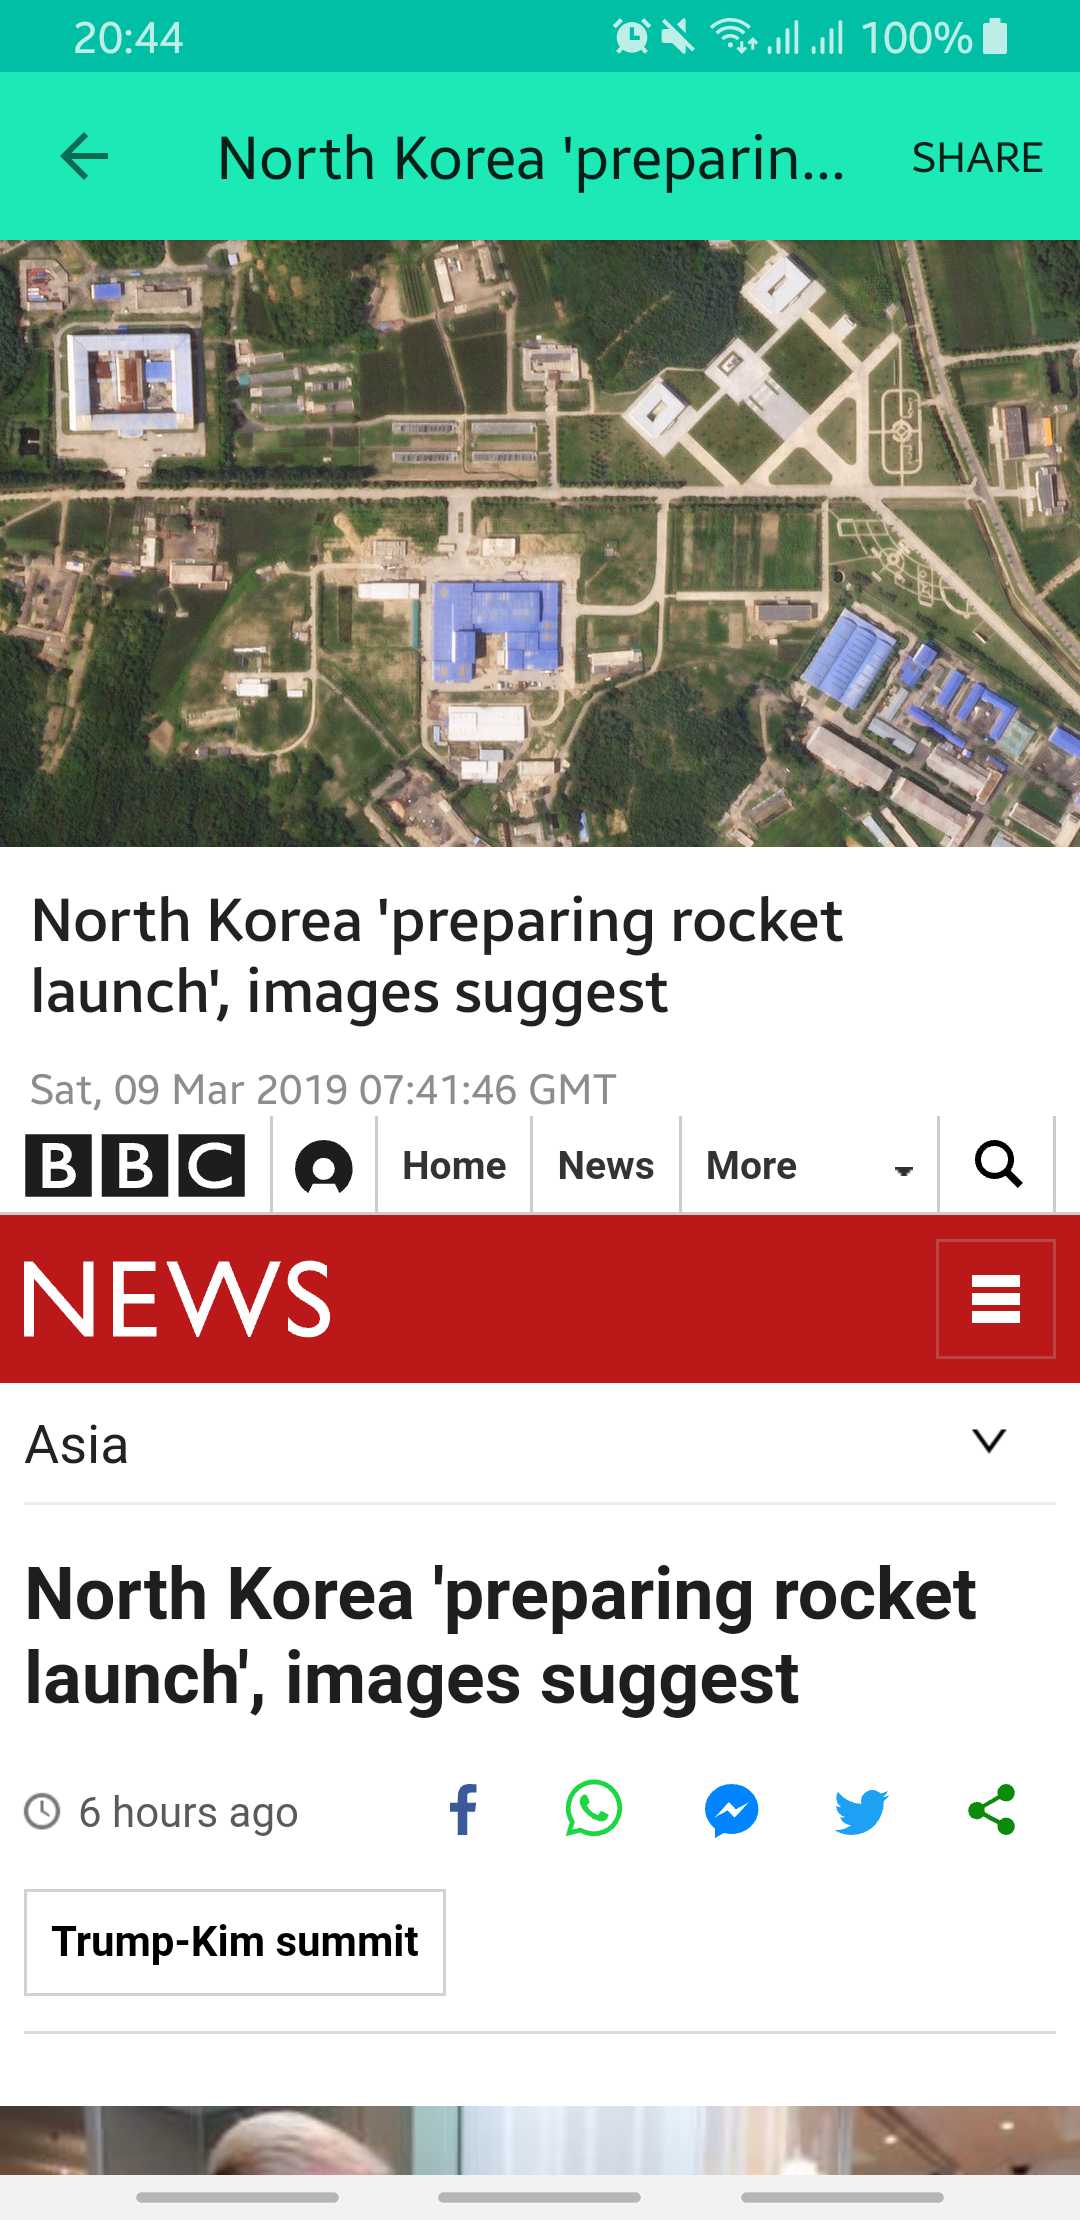 20:44 100%
North Korea 'preparin... SHARE
North Korea 'preparing rocket
launch', images suggest
Sat, 09 Mar 2019 07:41:46 GMT
BBC Home News More
NEWS
Asia
North Korea 'preparing rocket
launch', images suggest
6 hours ago
Trump-Kim summit